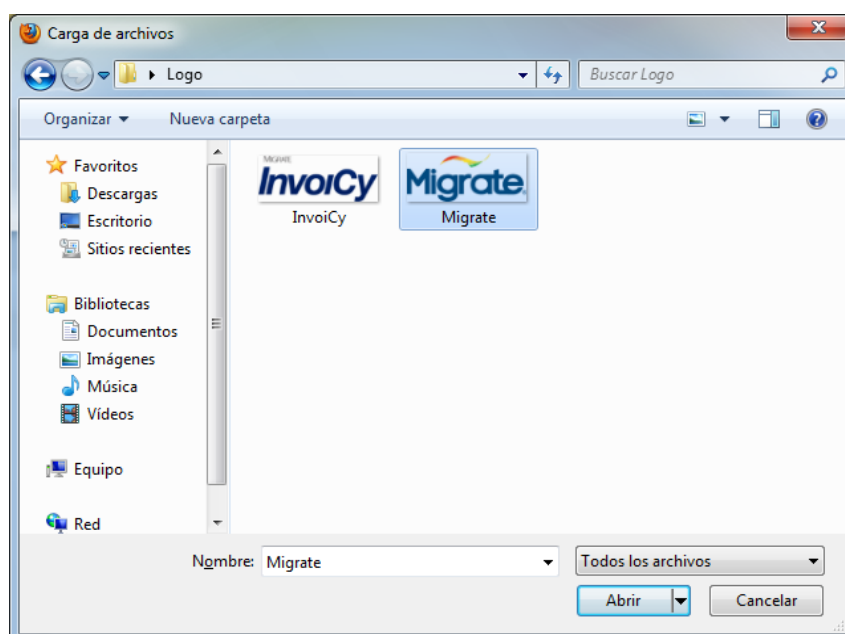 Carga de archivos
Logo
Buscar Logo
Organizar
Nueva carpeta
Favoritos
Descargas
Escritorio
Sitios recientes
Bibliotecas
Documentos
Imágenes
Música
Vídeos
Equipo
Red
MIGRATE
InvoiCy
Migrate
InvoiCy
Migrate
Nombre: Migrate
Todos los archivos
Abrir
Cancelar